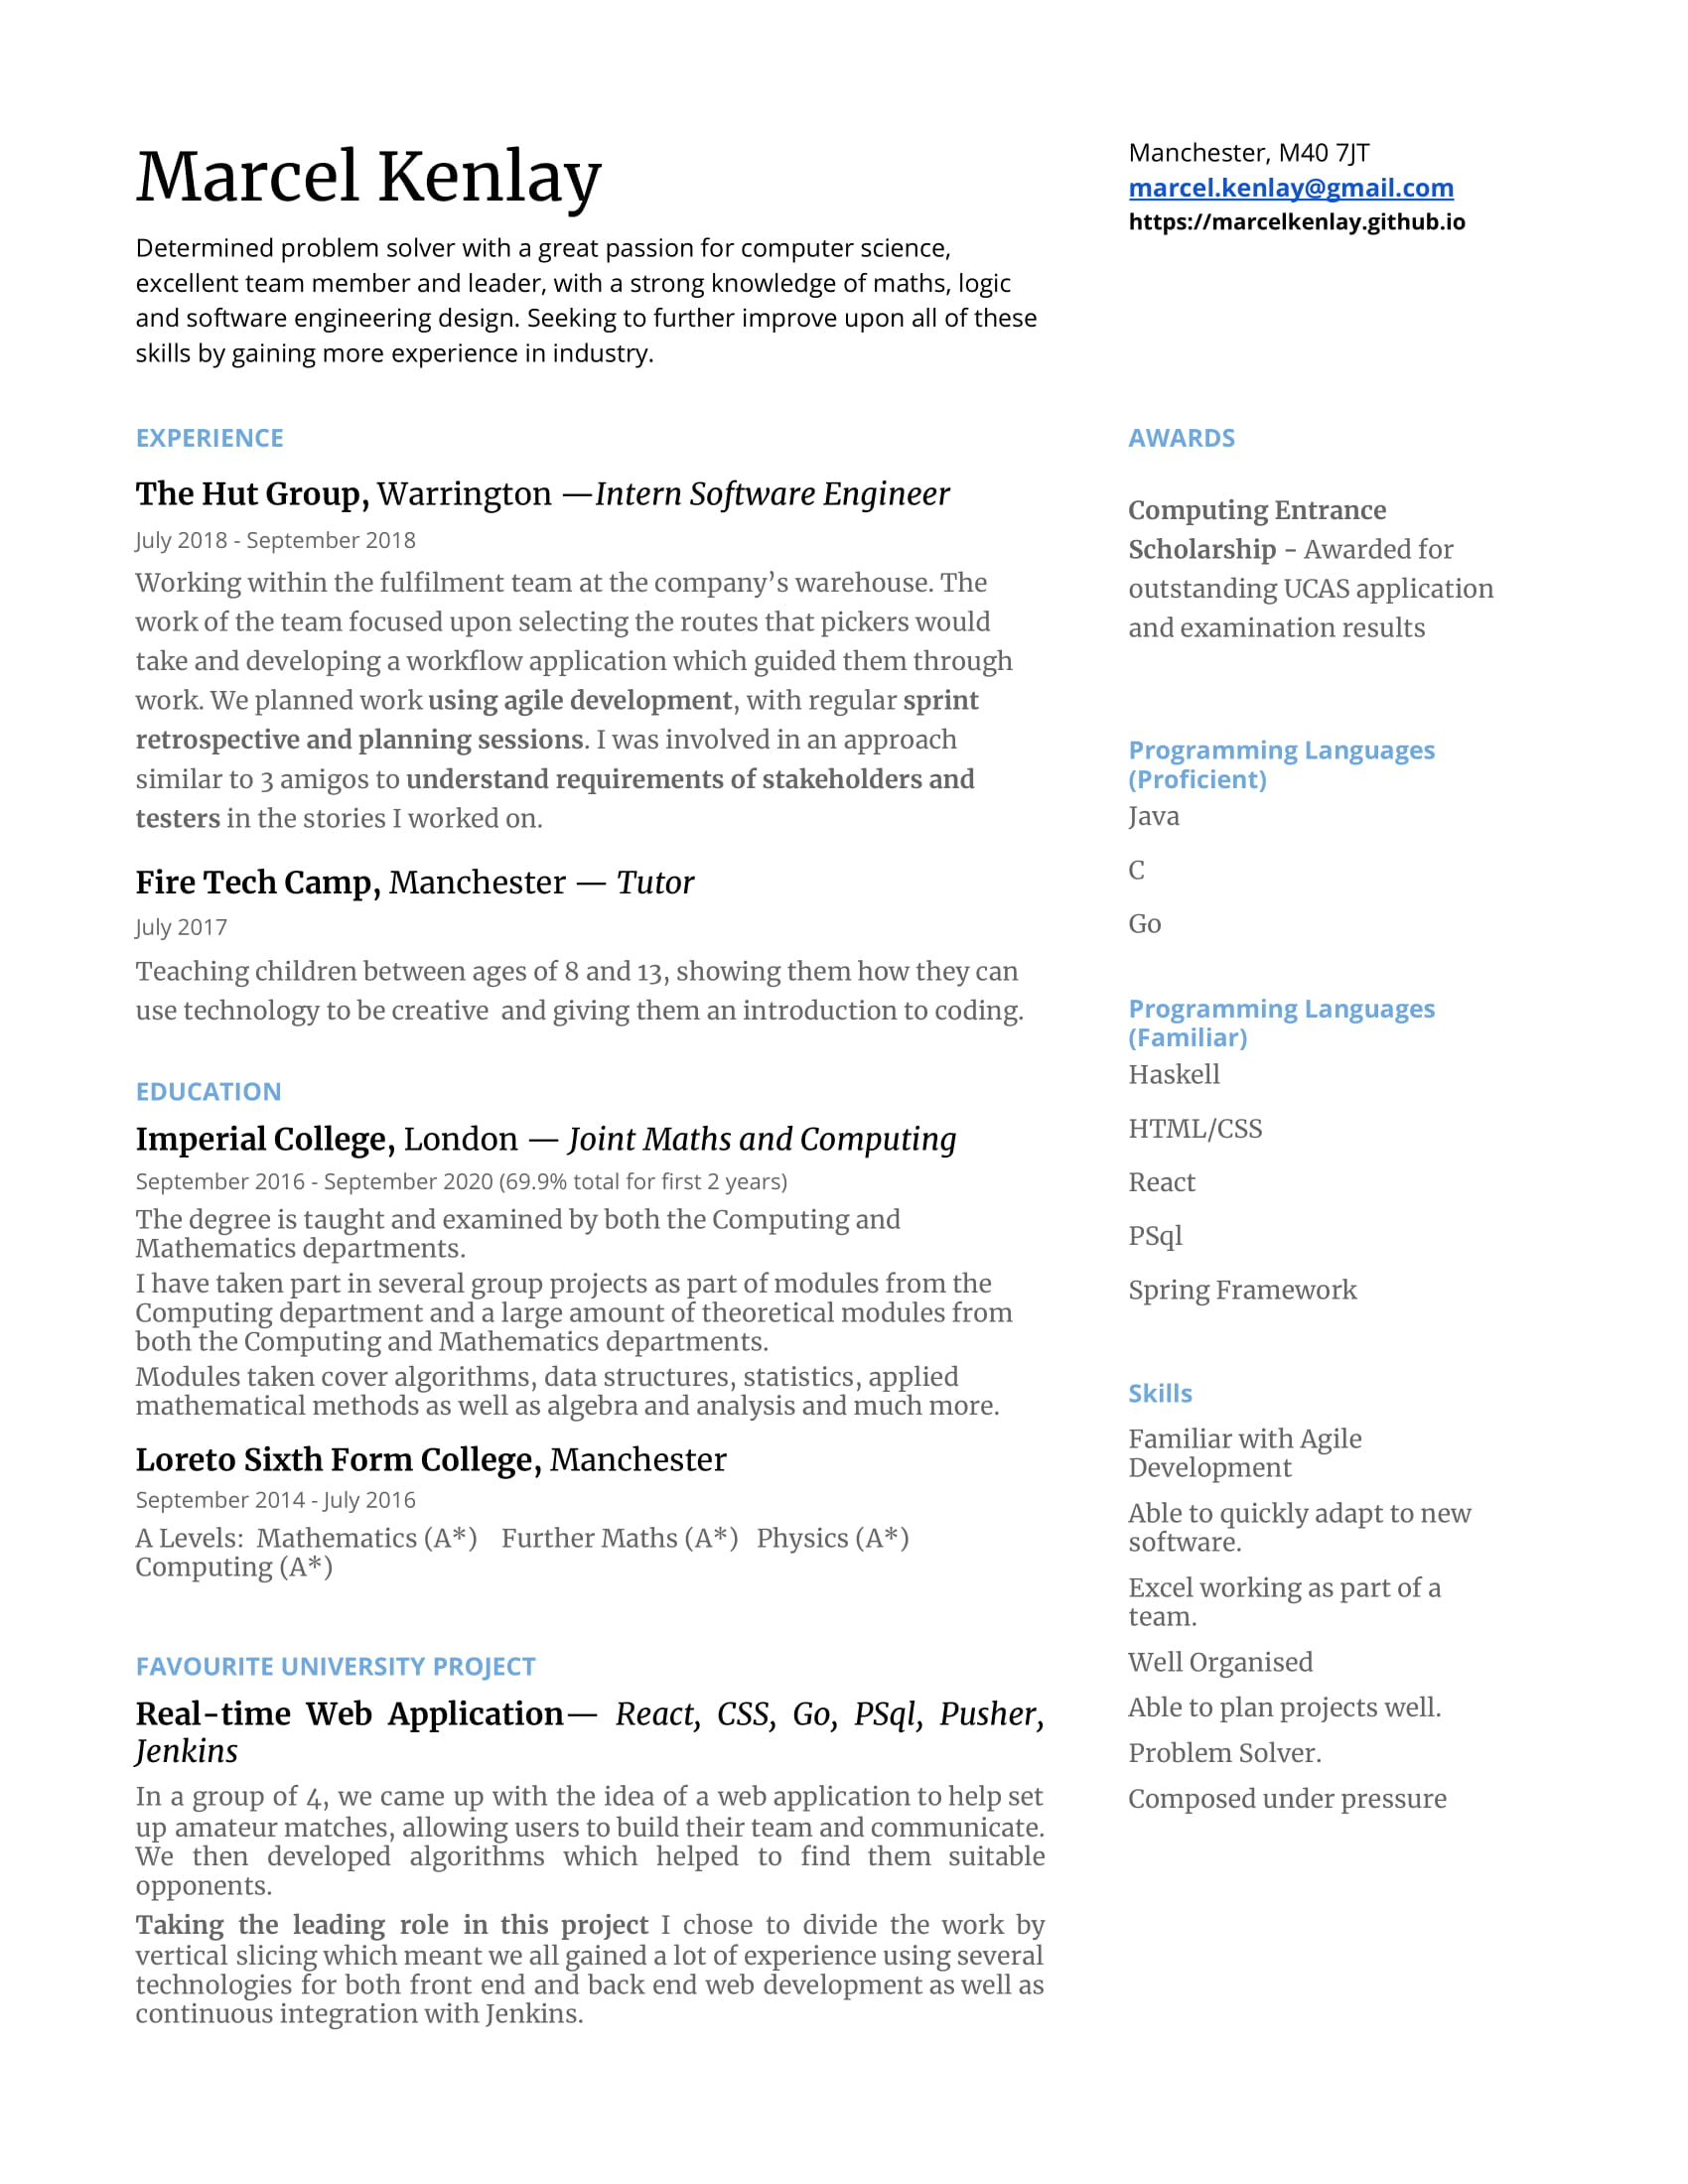 Marcel Kenlay
Determined problem solver with a great passion for computer science,
excellent team member and leader, with a strong knowledge of maths, logic
and software engineering design. Seeking to further improve upon all of these
skills by gaining more experience in industry.
Manchester, M40 7JT
marcel.kenlay@gmail.com
https://marcelkenlay.github.io
EXPERIENCE
The Hut Group, Warrington —Intern Software Engineer
July 2018 - September 2018
Working within the fulfilment team at the company’s warehouse. The
work of the team focused upon selecting the routes that pickers would
take and developing a workflow application which guided them through
work. We planned work using agile development, with regular sprint
retrospective and planning sessions. I was involved in an approach
similar to 3 amigos to understand requirements of stakeholders and
testers in the stories I worked on.
Fire Tech Camp, Manchester — Tutor
July 2017
Teaching children between ages of 8 and 13, showing them how they can
use technology to be creative  and giving them an introduction to coding.
EDUCATION
Imperial College, London — Joint Maths and Computing
September 2016 - September 2020 (69.9% total for first 2 years)
The degree is taught and examined by both the Computing and
Mathematics departments.
I have taken part in several group projects as part of modules from the
Computing department and a large amount of theoretical modules from
both the Computing and Mathematics departments.
Modules taken cover algorithms, data structures, statistics, applied
mathematical methods as well as algebra and analysis and much more.
Loreto Sixth Form College, Manchester
September 2014 - July 2016
A Levels:  Mathematics (A*)   Further Maths (A*)   Physics (A*)
Computing (A*)
FAVOURITE UNIVERSITY PROJECT
Real-time Web Application— React, CSS, Go, PSql, Pusher,
Jenkins
In a group of 4, we came up with the idea of a web application to help set
up amateur matches, allowing users to build their team and communicate.
We then developed algorithms which helped to find them suitable
opponents.
Taking the leading role in this project I chose to divide the work by
vertical slicing which meant we all gained a lot of experience using several
technologies for both front end and back end web development as well as
continuous integration with Jenkins.
AWARDS
Computing Entrance
Scholarship - Awarded for
outstanding UCAS application
and examination results
Programming Languages
(Proficient)
Java
C
Go
Programming Languages
(Familiar)
Haskell
HTML/CSS
React
PSql
Spring Framework
Skills
Familiar with Agile
Development
Able to quickly adapt to new
software.
Excel working as part of a
team.
Well Organised
Able to plan projects well.
Problem Solver.
Composed under pressure